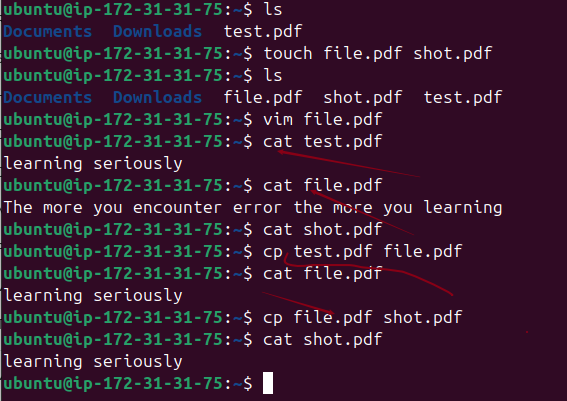 ubuntu@ip-172-31-31-75:~$ ls
Documents  Downloads  test.pdf
ubuntu@ip-172-31-31-75:~$ touch file.pdf shot.pdf
ubuntu@ip-172-31-31-75:~$ ls
Documents  Downloads  file.pdf  shot.pdf  test.pdf
ubuntu@ip-172-31-31-75:~$ vim file.pdf
ubuntu@ip-172-31-31-75:~$ cat test.pdf
learning seriously
ubuntu@ip-172-31-31-75:~$ cat file.pdf
The more you encounter error the more you learning
ubuntu@ip-172-31-31-75:~$ cat shot.pdf
ubuntu@ip-172-31-31-75:~$ cp test.pdf file.pdf
ubuntu@ip-172-31-31-75:~$ cat file.pdf
learning seriously
ubuntu@ip-172-31-31-75:~$ cp file.pdf shot.pdf
ubuntu@ip-172-31-31-75:~$ cat shot.pdf
learning seriously
ubuntu@ip-172-31-31-75:~$